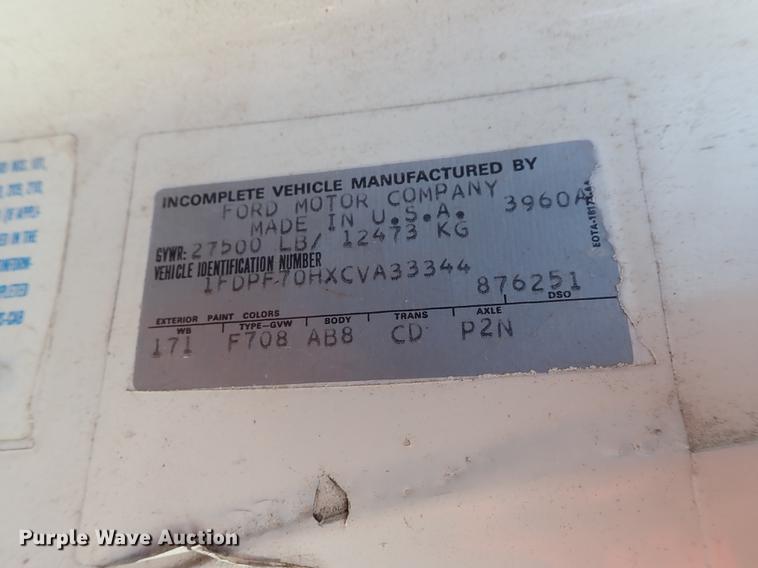 INCOMPLETE VEHICLE MANUFACTURED BY
FORD MOTOR COMPANY
MADE IN U.S.A. 3960A
GVWR: 27500 LB/ 12473 KG
VEHICLE IDENTIFICATION NUMBER
1FDPF70HXCVA33344
876251
EXTERIOR PAINT COLORS DSO
WB TYPE-GVW BODY TRANS AXLE
171 F708 AB8 CD P2N
IN THE
Purple Wave Auction